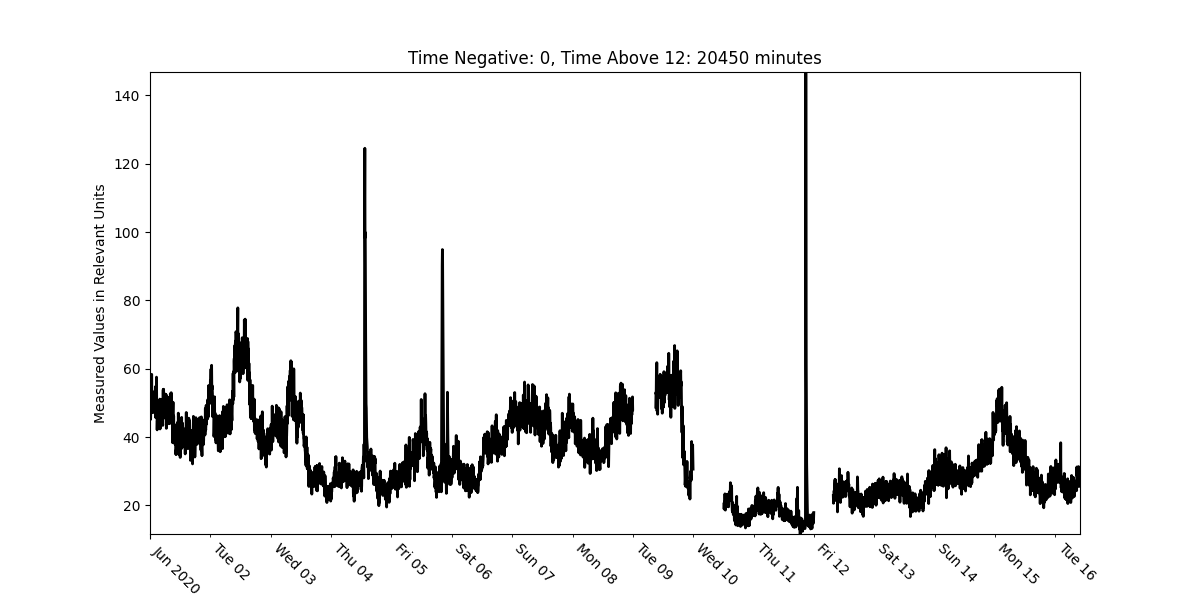 Time Negative: 0, Time Above 12: 20450 minutes
Measured Values in Relevant Units
140
120
100
80
60
40
20
Jun 2020
Tue 02
Wed 03
Thu 04
Fri 05
Sat 06
Sun 07
Mon 08
Tue 09
Wed 10
Thu 11
Fri 12
Sat 13
Sun 14
Mon 15
Tue 16